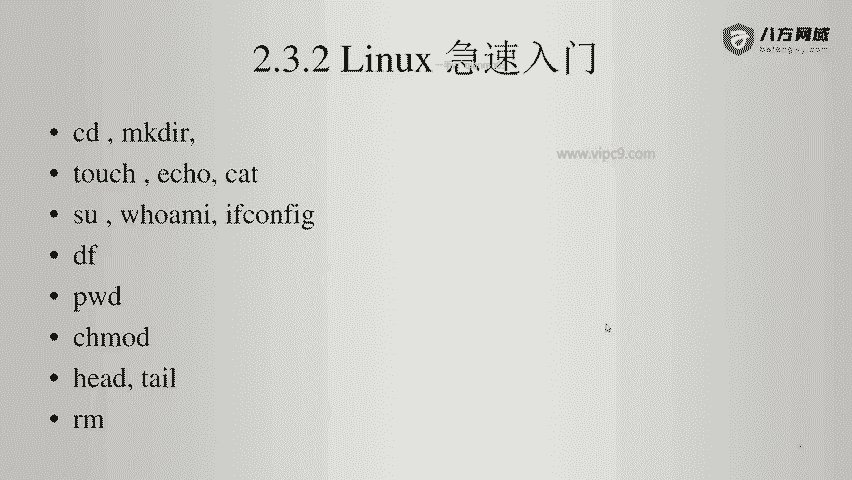 2.3.2 Linux 急速入门
八方网域
bafangwy.com
www.vipc9.com
• cd , mkdir,
• touch , echo, cat
• su , whoami, ifconfig
• df
• pwd
• chmod
• head, tail
• rm